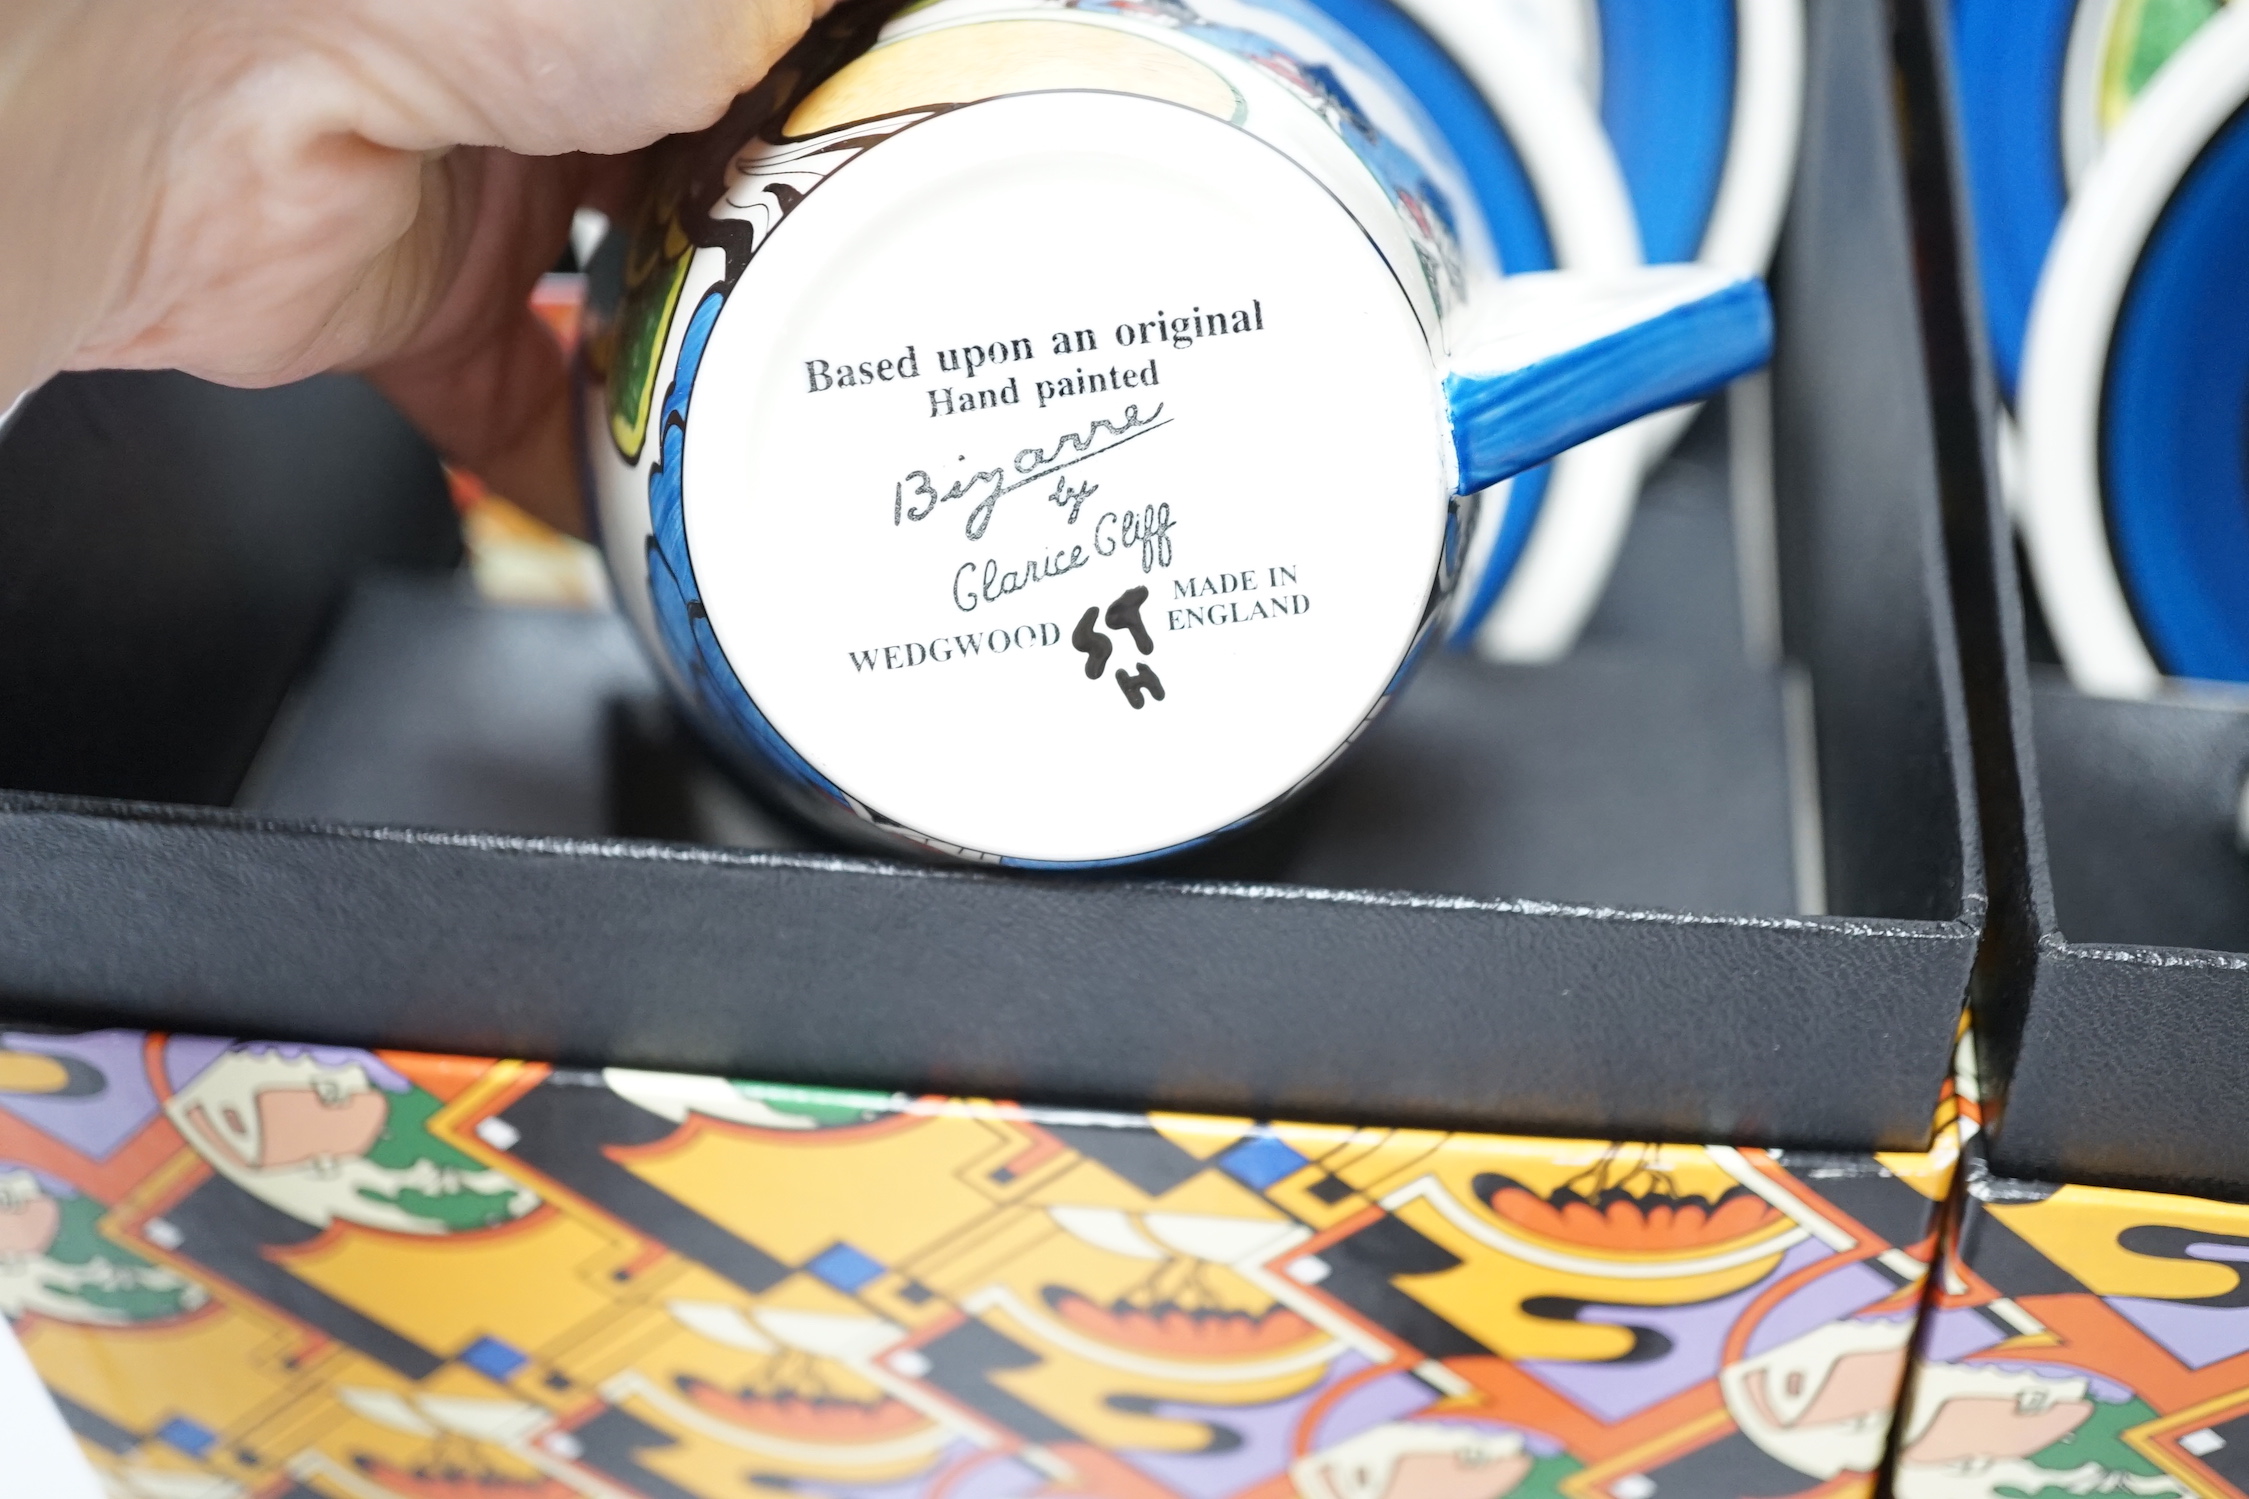 Based upon an original
Hand painted
Bizarre
by
Clarice Cliff
WEDGWOOD
MADE IN
ENGLAND
ST
H